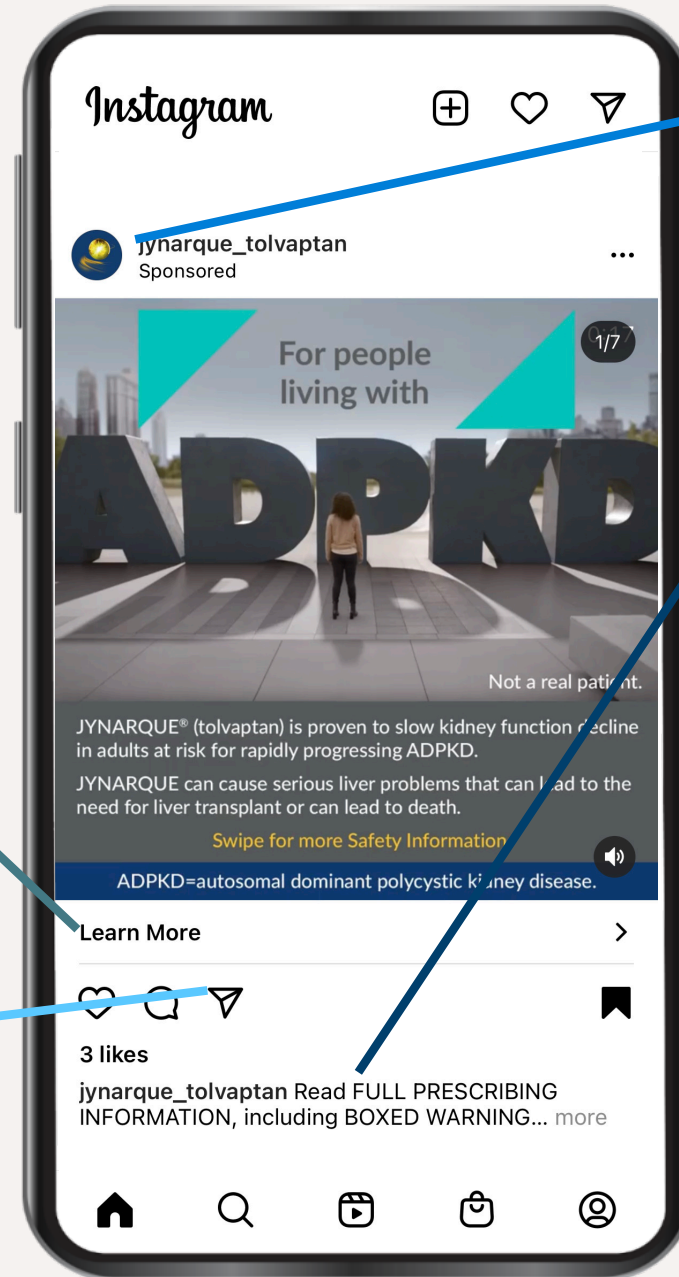 Instagram
jynarque_tolvaptan
Sponsored
For people
living with
1/7
ADPKD
Not a real patient.
JYNARQUE® (tolvaptan) is proven to slow kidney function decline
in adults at risk for rapidly progressing ADPKD.
JYNARQUE can cause serious liver problems that can lead to the
need for liver transplant or can lead to death.
Swipe for more Safety Information
ADPKD=autosomal dominant polycystic kidney disease.
Learn More
3 likes
jynarque_tolvaptan Read FULL PRESCRIBING
INFORMATION, including BOXED WARNING... more